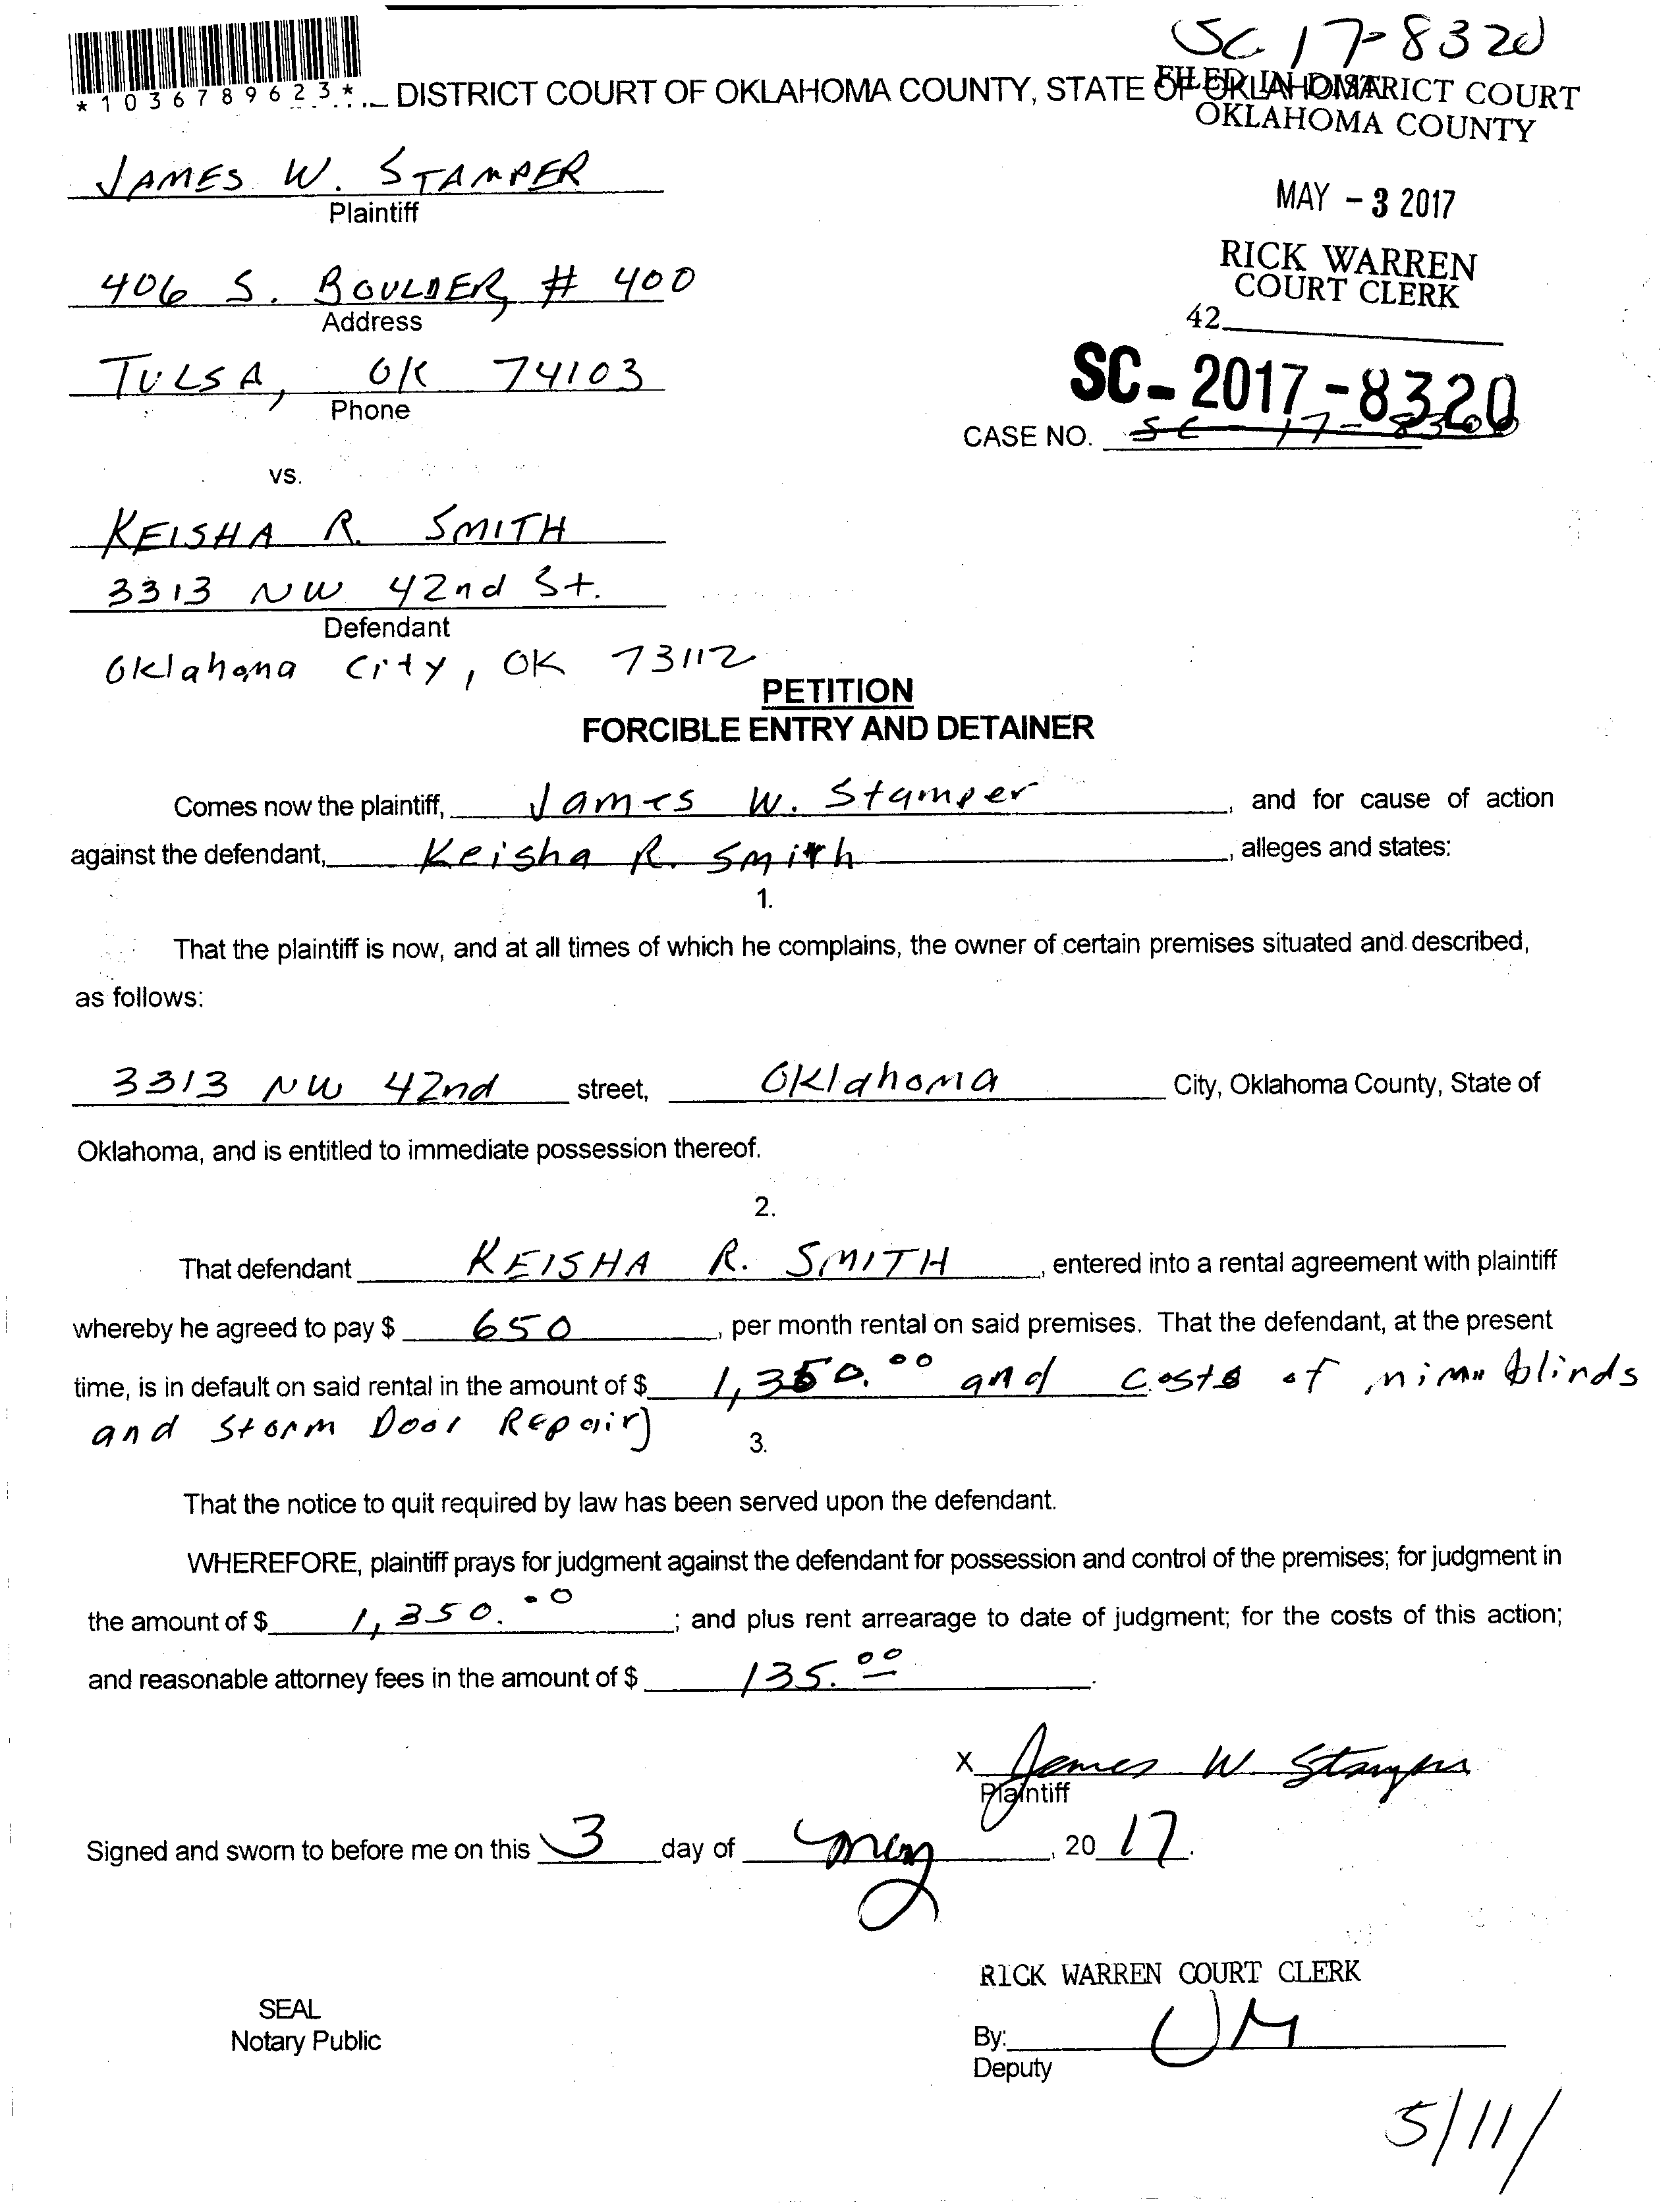 SC 17-8320
*1036789623*
DISTRICT COURT OF OKLAHOMA COUNTY, STATE OF OKLAHOMA
FILED IN DISTRICT COURT
OKLAHOMA COUNTY
JAMES W. STAMPER
Plaintiff
MAY - 3 2017
RICK WARREN
COURT CLERK
42
406 S. BOULDER, # 400
Address
TULSA, OK 74103
Phone
SC - 2017 - 8320
CASE NO. SC - 17 -
vs.
KEISHA R. SMITH
3313 NW 42nd St.
Defendant
Oklahoma City, OK 73112
PETITION
FORCIBLE ENTRY AND DETAINER
Comes now the plaintiff, James W. Stamper, and for cause of action
against the defendant, Keisha R. Smith, alleges and states:
1.
That the plaintiff is now, and at all times of which he complains, the owner of certain premises situated and described,
as follows:
3313 NW 42nd street, Oklahoma City, Oklahoma County, State of
Oklahoma, and is entitled to immediate possession thereof.
2.
That defendant KEISHA R. SMITH, entered into a rental agreement with plaintiff
whereby he agreed to pay $ 650, per month rental on said premises. That the defendant, at the present
time, is in default on said rental in the amount of $ 1,350.00 and costs of mini blinds
and Storm Door Repair)
3.
That the notice to quit required by law has been served upon the defendant.
WHEREFORE, plaintiff prays for judgment against the defendant for possession and control of the premises; for judgment in
the amount of $ 1,350.00; and plus rent arrearage to date of judgment; for the costs of this action;
and reasonable attorney fees in the amount of $ 135.00.
X James W Stamper
Plaintiff
Signed and sworn to before me on this 3 day of May, 20 17.
RICK WARREN COURT CLERK
SEAL
Notary Public
By:
Deputy
5/11/